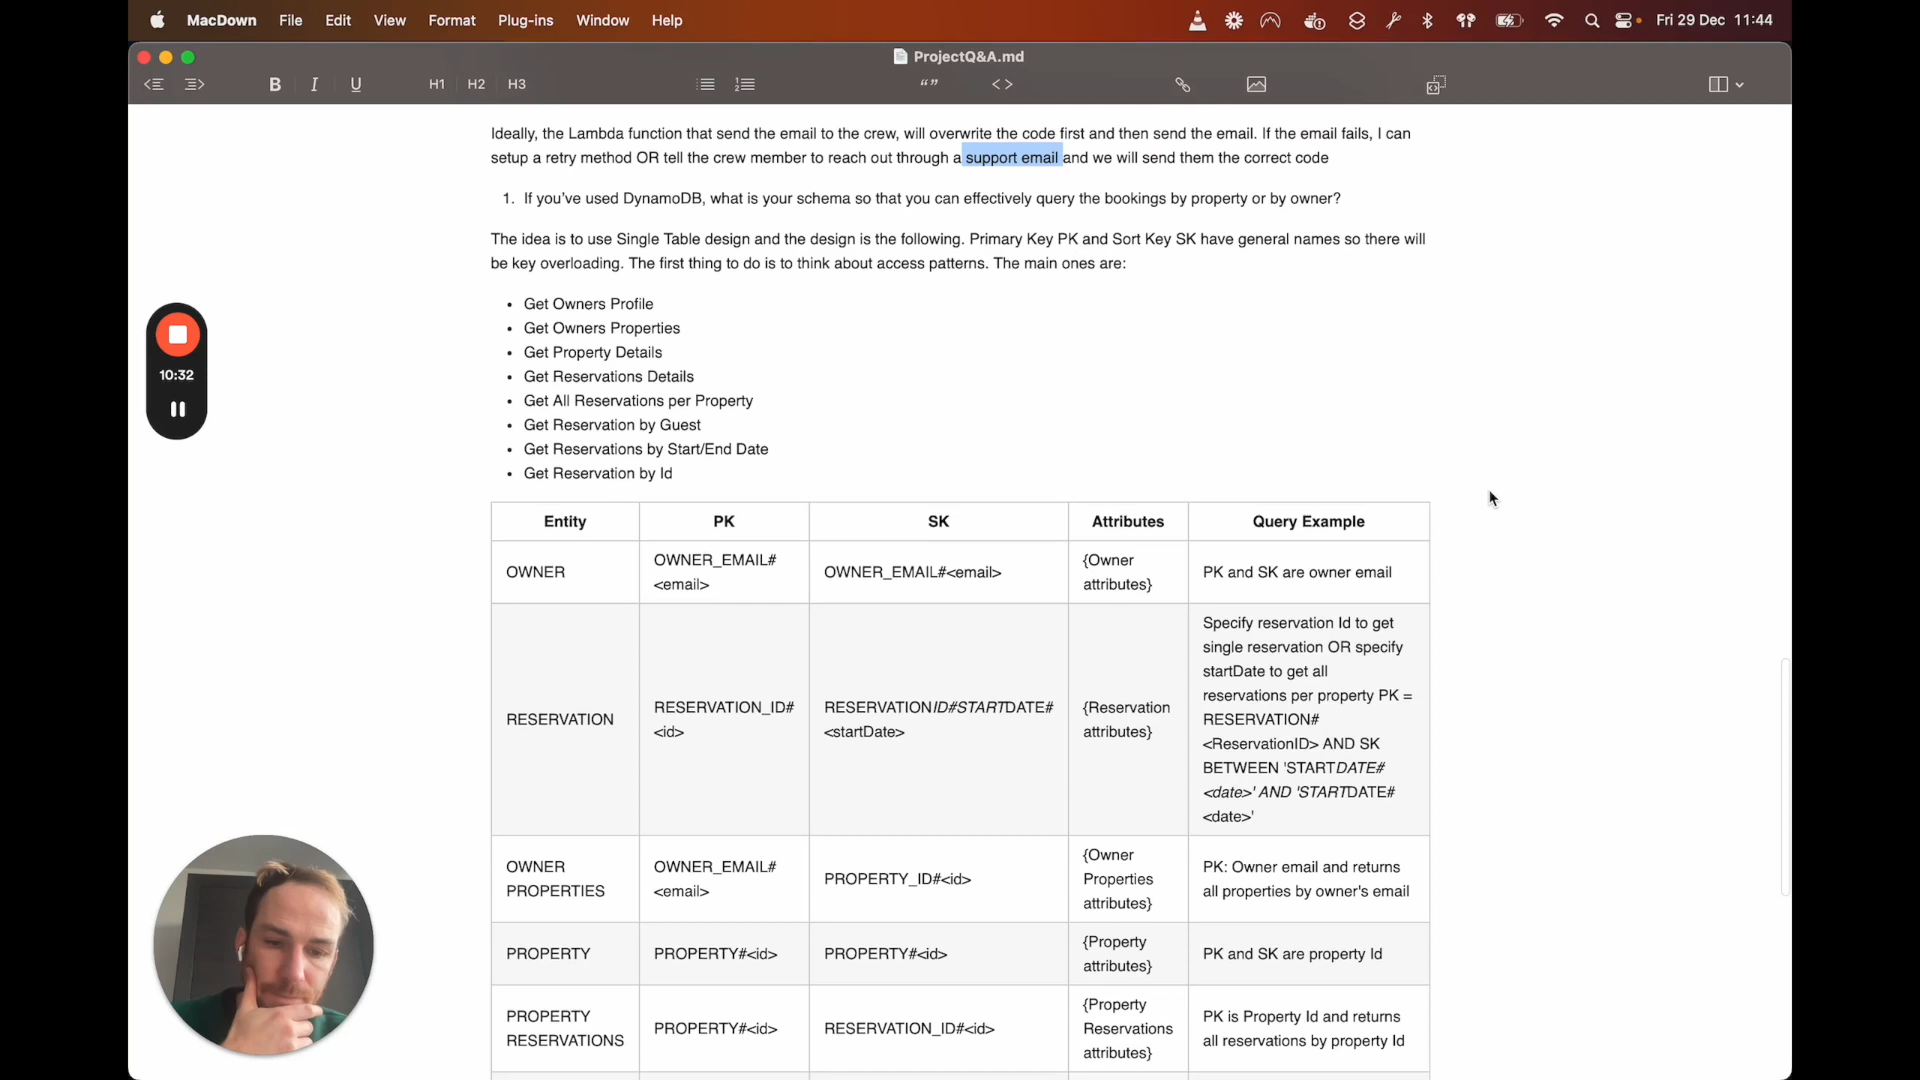 MacDown File Edit View Format Plug-ins Window Help Fri 29 Dec 11:44
ProjectQ&A.md
B I U H1 H2 H3 “” <>
Ideally, the Lambda function that send the email to the crew, will overwrite the code first and then send the email. If the email fails, I can
setup a retry method OR tell the crew member to reach out through a support email and we will send them the correct code
1. If you’ve used DynamoDB, what is your schema so that you can effectively query the bookings by property or by owner?
The idea is to use Single Table design and the design is the following. Primary Key PK and Sort Key SK have general names so there will
be key overloading. The first thing to do is to think about access patterns. The main ones are:
• Get Owners Profile
• Get Owners Properties
• Get Property Details
• Get Reservations Details
• Get All Reservations per Property
• Get Reservation by Guest
• Get Reservations by Start/End Date
• Get Reservation by Id
10:32
Entity PK SK Attributes Query Example
OWNER
OWNER_EMAIL#
<email>
OWNER_EMAIL#<email>
{Owner
attributes}
PK and SK are owner email
RESERVATION
RESERVATION_ID#
<id>
RESERVATIONID#STARTDATE#
<startDate>
{Reservation
attributes}
Specify reservation Id to get
single reservation OR specify
startDate to get all
reservations per property PK =
RESERVATION#
<ReservationID> AND SK
BETWEEN 'STARTDATE#
<date>' AND 'STARTDATE#
<date>'
OWNER
PROPERTIES
OWNER_EMAIL#
<email>
PROPERTY_ID#<id>
{Owner
Properties
attributes}
PK: Owner email and returns
all properties by owner's email
PROPERTY
PROPERTY#<id>
PROPERTY#<id>
{Property
attributes}
PK and SK are property Id
PROPERTY
RESERVATIONS
PROPERTY#<id>
RESERVATION_ID#<id>
{Property
Reservations
attributes}
PK is Property Id and returns
all reservations by property Id